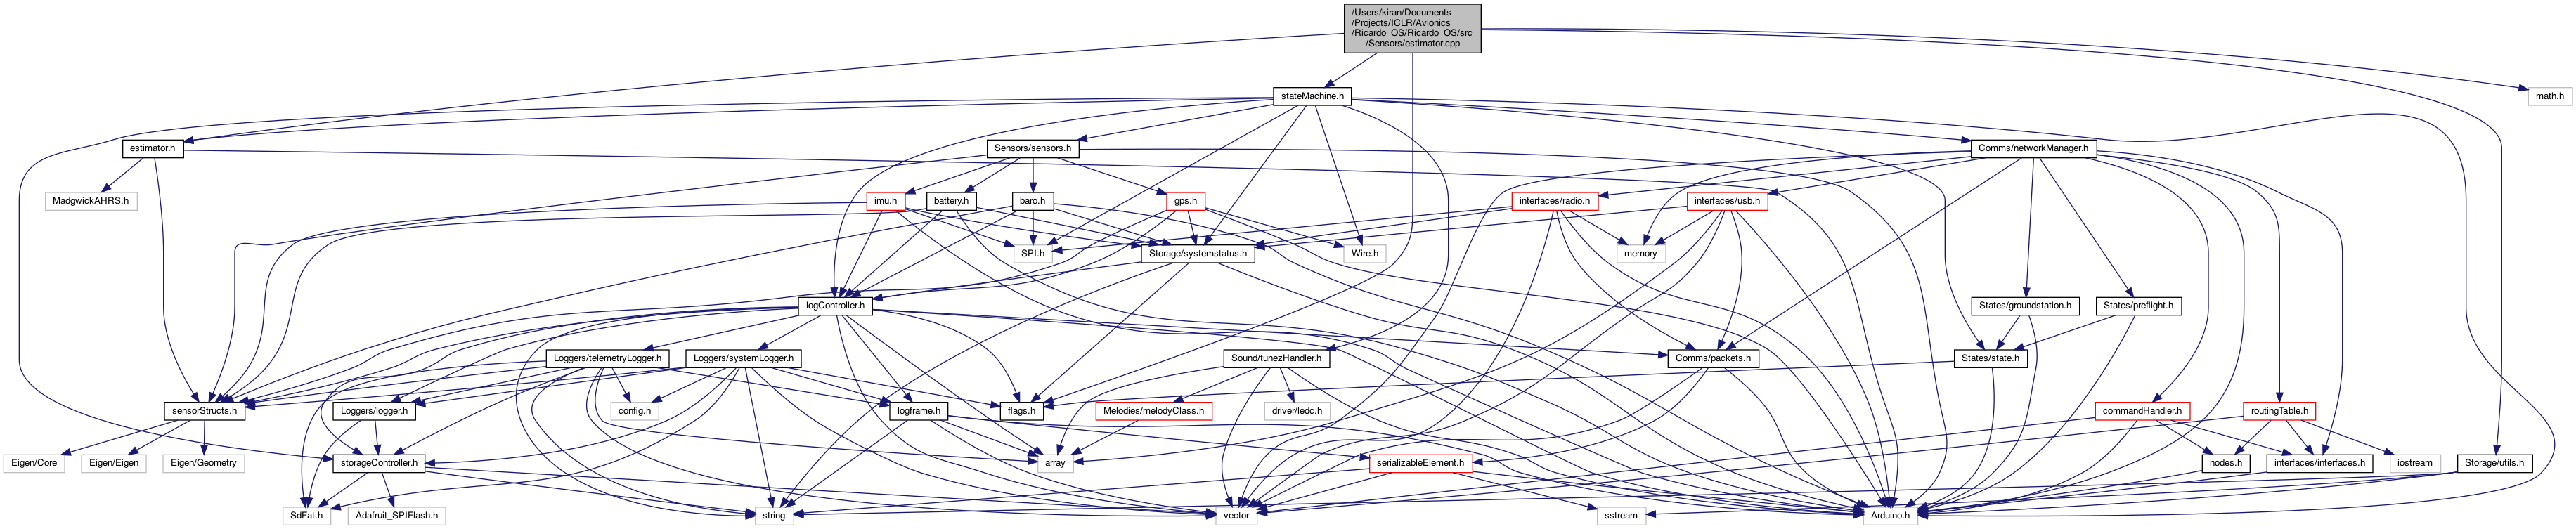 /Users/kiran/Documents
/Projects/ICLR/Avionics
/Ricardo_OS/Ricardo_OS/src
/Sensors/estimator.cpp
stateMachine.h
math.h
estimator.h
Sensors/sensors.h
Comms/networkManager.h
MadgwickAHRS.h
imu.h
battery.h
baro.h
gps.h
interfaces/radio.h
interfaces/usb.h
SPI.h
Storage/systemstatus.h
Wire.h
memory
logController.h
States/groundstation.h
States/preflight.h
Loggers/telemetryLogger.h
Loggers/systemLogger.h
Sound/tunezHandler.h
Comms/packets.h
States/state.h
sensorStructs.h
Loggers/logger.h
config.h
logframe.h
flags.h
Melodies/melodyClass.h
driver/ledc.h
commandHandler.h
routingTable.h
Eigen/Core
Eigen/Eigen
Eigen/Geometry
storageController.h
array
serializableElement.h
nodes.h
interfaces/interfaces.h
iostream
Storage/utils.h
SdFat.h
Adafruit_SPIFlash.h
string
vector
sstream
Arduino.h